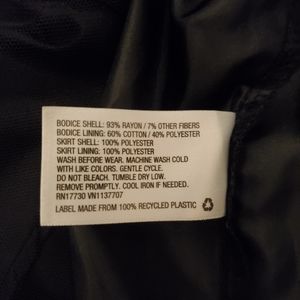 BODICE SHELL: 93% RAYON / 7% OTHER FIBERS
BODICE LINING: 60% COTTON / 40% POLYESTER
SKIRT SHELL: 100% POLYESTER
SKIRT LINING: 100% POLYESTER
WASH BEFORE WEAR. MACHINE WASH COLD
WITH LIKE COLORS. GENTLE CYCLE.
DO NOT BLEACH. TUMBLE DRY LOW.
REMOVE PROMPTLY. COOL IRON IF NEEDED.
RN17730 VN1137707
LABEL MADE FROM 100% RECYCLED PLASTIC